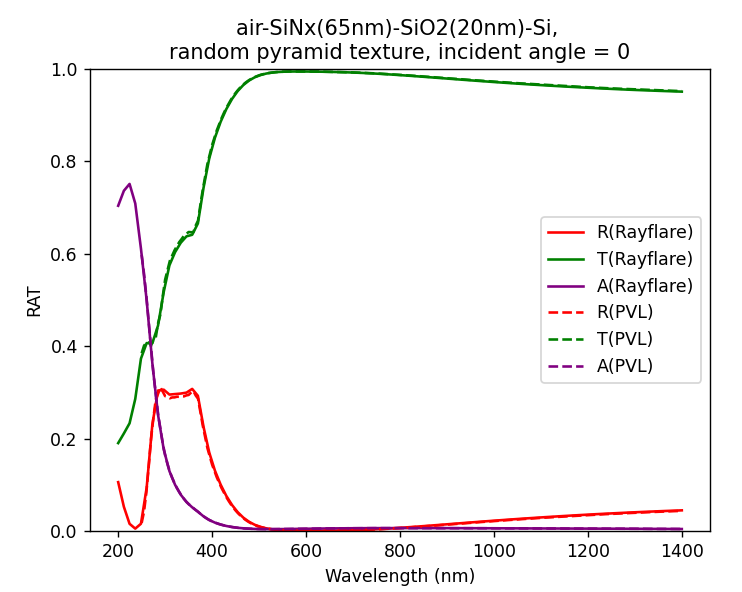 air-SiNx(65nm)-SiO2(20nm)-Si,
random pyramid texture, incident angle = 0
1.0
0.8
0.6
0.4
0.2
0.0
RAT
R(Rayflare)
T(Rayflare)
A(Rayflare)
R(PVL)
T(PVL)
A(PVL)
200 400 600 800 1000 1200 1400
Wavelength (nm)